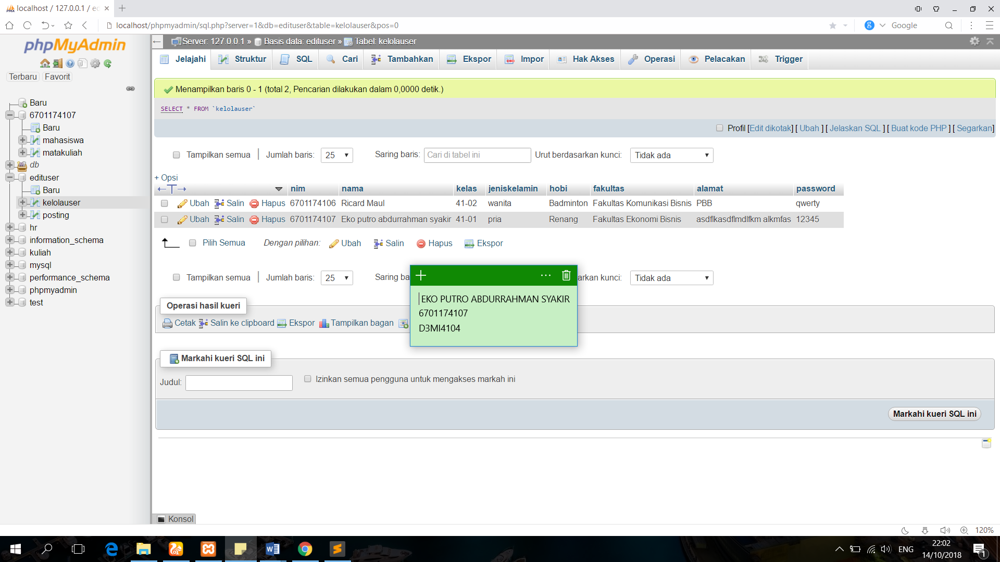 localhost / 127.0.0.1 / ed
localhost/phpmyadmin/sql.php?server=1&db=edituser&table=kelolauser&pos=0
g Google
phpMyAdmin
Terbaru Favorit
Baru
6701174107
Baru
mahasiswa
matakuliah
db
edituser
Baru
kelolauser
posting
hr
information_schema
kuliah
mysql
performance_schema
phpmyadmin
test
Server: 127.0.0.1 » Basis data: edituser » Tabel: kelolauser
Jelajahi Struktur SQL Cari Tambahkan Ekspor Impor Hak Akses Operasi Pelacakan Trigger
Menampilkan baris 0 - 1 (total 2, Pencarian dilakukan dalam 0,0000 detik.)
SELECT * FROM `kelolauser`
Profil [Edit dikotak] [ Ubah ] [ Jelaskan SQL ] [ Buat kode PHP ] [ Segarkan]
Tampilkan semua | Jumlah baris: 25 Saring baris: Cari di tabel ini Urut berdasarkan kunci: Tidak ada
+ Opsi
←T→ nim nama kelas jeniskelamin hobi fakultas alamat password
Ubah Salin Hapus 6701174106 Ricard Maul 41-02 wanita Badminton Fakultas Komunikasi Bisnis PBB qwerty
Ubah Salin Hapus 6701174107 Eko putro abdurrahman syakir 41-01 pria Renang Fakultas Ekonomi Bisnis asdflkasdflmdlfkm alkmfas 12345
Pilih Semua Dengan pilihan: Ubah Salin Hapus Ekspor
Tampilkan semua | Jumlah baris: 25 Saring ba arkan kunci: Tidak ada
EKO PUTRO ABDURRAHMAN SYAKIR
6701174107
D3MI4104
Operasi hasil kueri
Cetak Salin ke clipboard Ekspor Tampilkan bagan
Markahi kueri SQL ini
Judul: Izinkan semua pengguna untuk mengakses markah ini
Markahi kueri SQL ini
Konsol
120%
ENG
22:02
14/10/2018
1